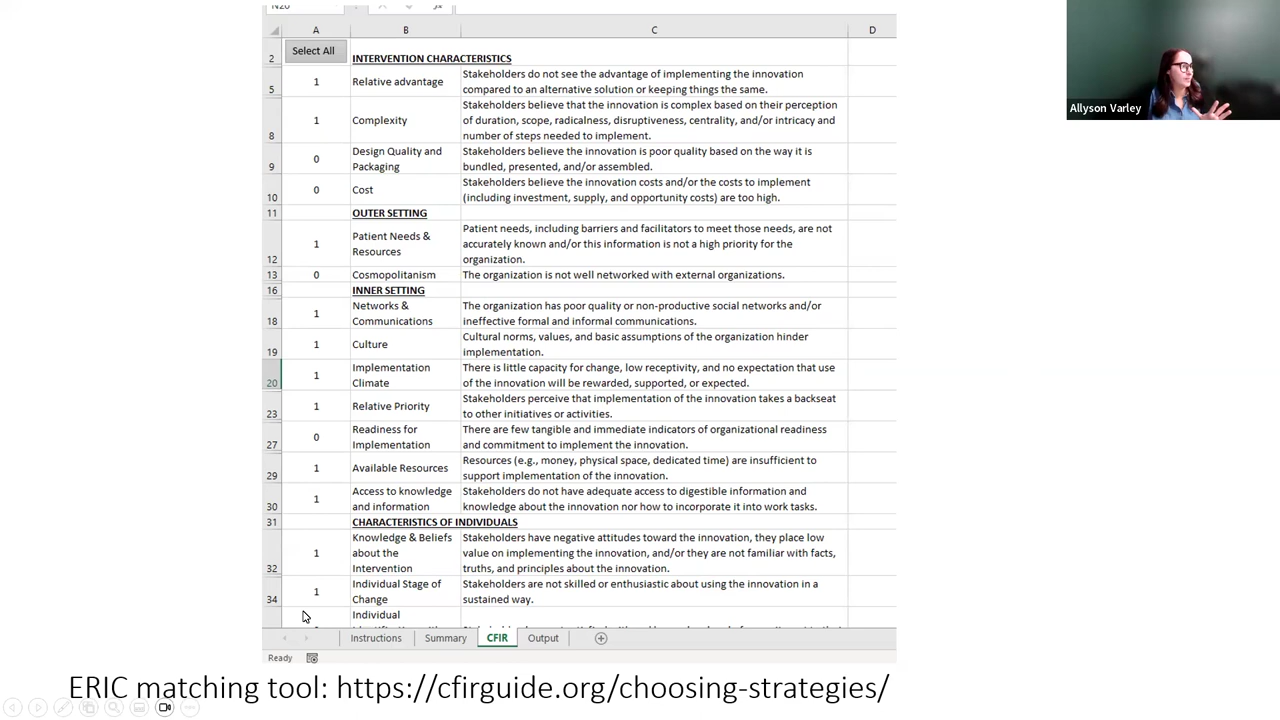 N20
A B C D
Select All
2 INTERVENTION CHARACTERISTICS
5 1 Relative advantage Stakeholders do not see the advantage of implementing the innovation
compared to an alternative solution or keeping things the same.
8 1 Complexity Stakeholders believe that the innovation is complex based on their perception
of duration, scope, radicalness, disruptiveness, centrality, and/or intricacy and
number of steps needed to implement.
9 0 Design Quality and Stakeholders believe the innovation is poor quality based on the way it is
Packaging bundled, presented, and/or assembled.
10 0 Cost Stakeholders believe the innovation costs and/or the costs to implement
(including investment, supply, and opportunity costs) are too high.
11 OUTER SETTING
12 1 Patient Needs & Patient needs, including barriers and facilitators to meet those needs, are not
Resources accurately known and/or this information is not a high priority for the
organization.
13 0 Cosmopolitanism The organization is not well networked with external organizations.
16 INNER SETTING
18 1 Networks & The organization has poor quality or non-productive social networks and/or
Communications ineffective formal and informal communications.
19 1 Culture Cultural norms, values, and basic assumptions of the organization hinder
implementation.
20 1 Implementation There is little capacity for change, low receptivity, and no expectation that use
Climate of the innovation will be rewarded, supported, or expected.
23 1 Relative Priority Stakeholders perceive that implementation of the innovation takes a backseat
to other initiatives or activities.
27 0 Readiness for There are few tangible and immediate indicators of organizational readiness
Implementation and commitment to implement the innovation.
29 1 Available Resources Resources (e.g., money, physical space, dedicated time) are insufficient to
support implementation of the innovation.
30 1 Access to knowledge Stakeholders do not have adequate access to digestible information and
and information knowledge about the innovation nor how to incorporate it into work tasks.
31 CHARACTERISTICS OF INDIVIDUALS
32 1 Knowledge & Beliefs Stakeholders have negative attitudes toward the innovation, they place low
about the value on implementing the innovation, and/or they are not familiar with facts,
Intervention truths, and principles about the innovation.
34 1 Individual Stage of Stakeholders are not skilled or enthusiastic about using the innovation in a
Change sustained way.
Individual
Instructions Summary CFIR Output
Ready
ERIC matching tool: https://cfirguide.org/choosing-strategies/
Allyson Varley